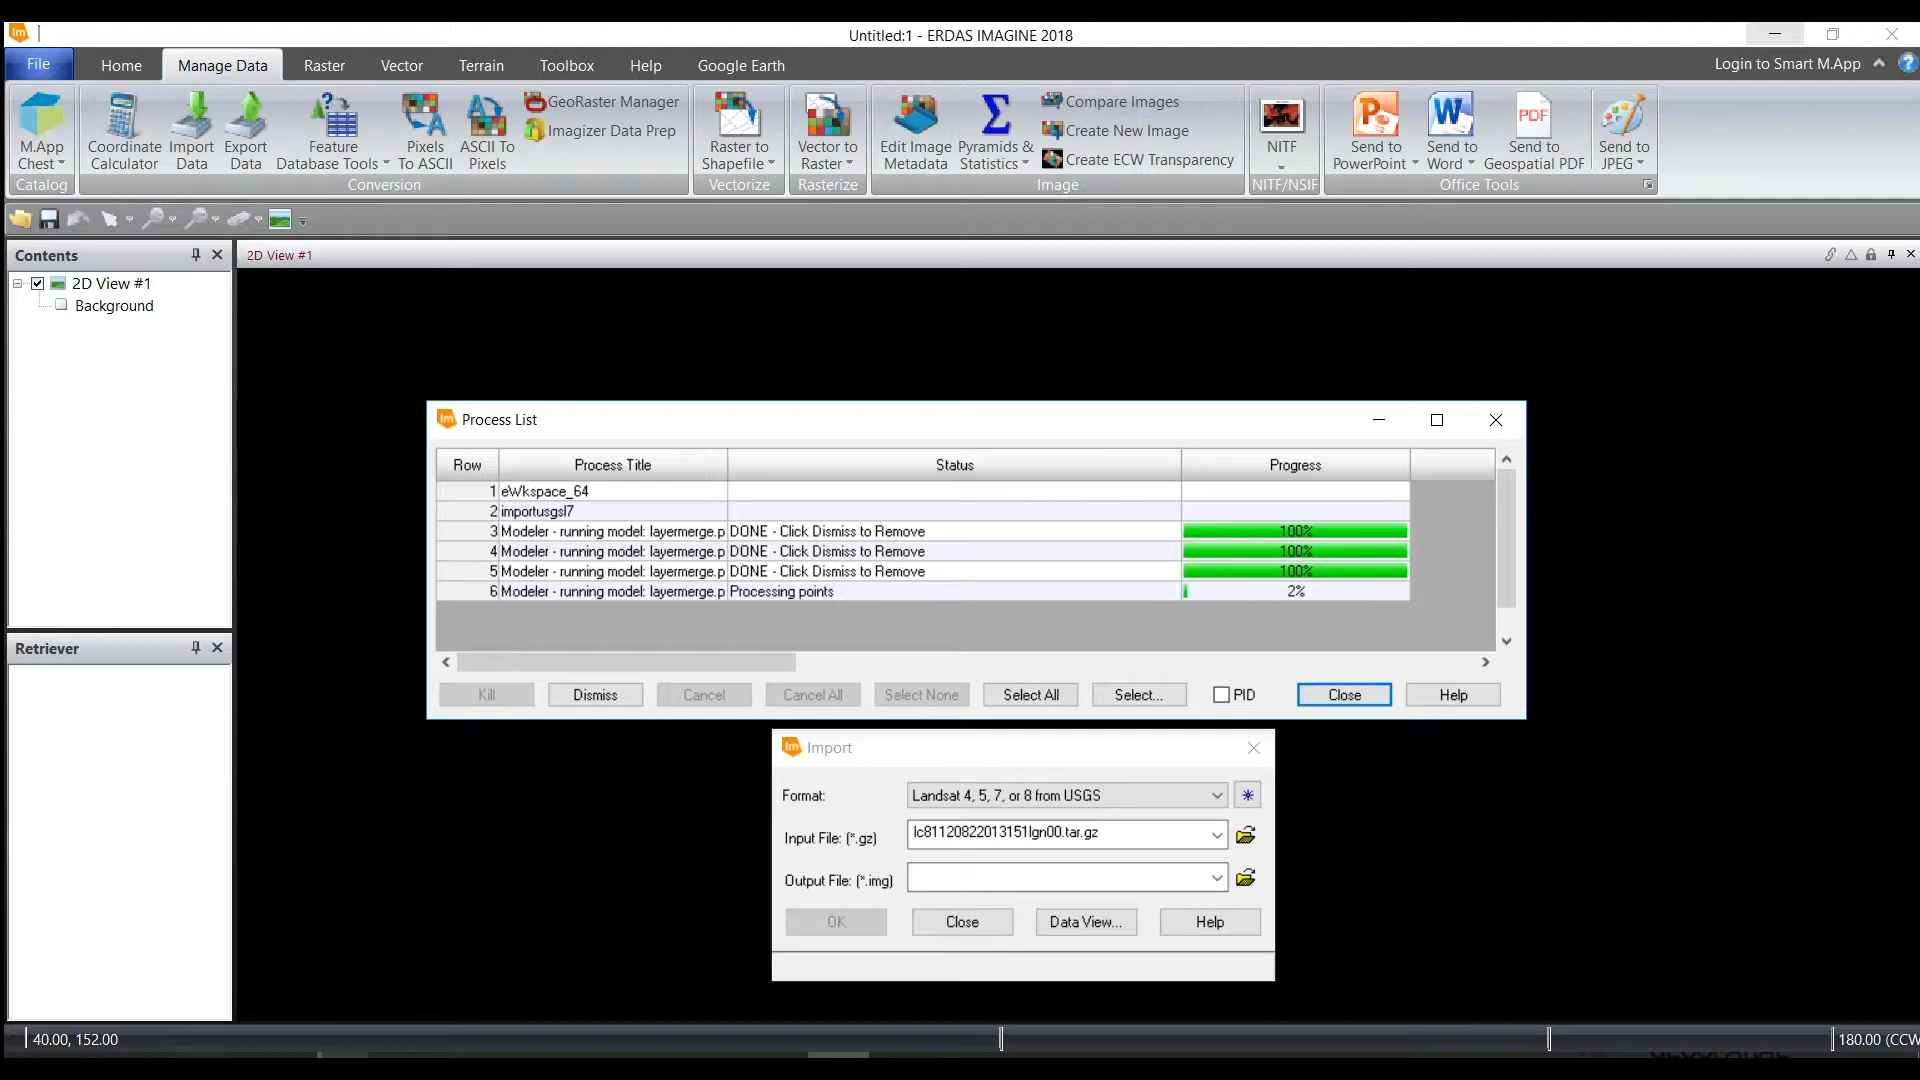 Untitled:1 - ERDAS IMAGINE 2018
File Home Manage Data Raster Vector Terrain Toolbox Help Google Earth Login to Smart M.App
M.App Chest
Catalog
Coordinate Calculator
Import Data
Export Data
Feature Database Tools
Pixels To ASCII
ASCII To Pixels
GeoRaster Manager
Imagizer Data Prep
Conversion
Raster to Shapefile
Vectorize
Vector to Raster
Rasterize
Edit Image Metadata
Pyramids & Statistics
Compare Images
Create New Image
Create ECW Transparency
Image
NITF
NITF/NSIF
Send to PowerPoint
Send to Word
PDF
Send to Geospatial PDF
Send to JPEG
Office Tools
Contents
2D View #1
Background
Retriever
2D View #1
Process List
Row Process Title Status Progress
1 eWkspace_64
2 importusgsl7
3 Modeler - running model: layermerge.p DONE - Click Dismiss to Remove 100%
4 Modeler - running model: layermerge.p DONE - Click Dismiss to Remove 100%
5 Modeler - running model: layermerge.p DONE - Click Dismiss to Remove 100%
6 Modeler - running model: layermerge.p Processing points 2%
Kill Dismiss Cancel Cancel All Select None Select All Select... PID Close Help
Import
Format: Landsat 4, 5, 7, or 8 from USGS
Input File: (*.gz) lc81120822013151lgn00.tar.gz
Output File: (*.img)
OK Close Data View... Help
40.00, 152.00
180.00 (CCW